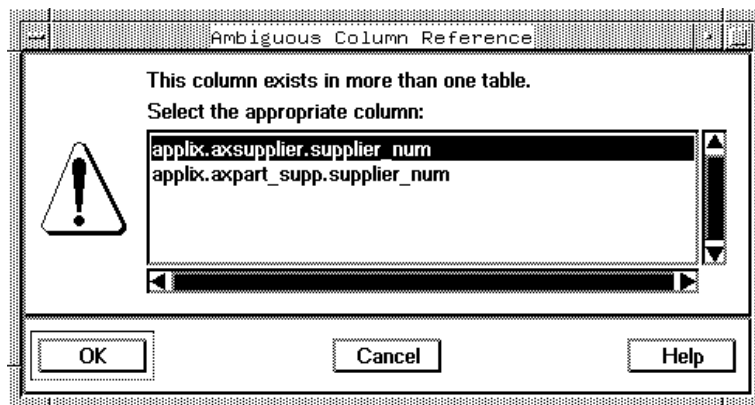 Ambiguous Column Reference
This column exists in more than one table.
Select the appropriate column:
applix.axsupplier.supplier_num
applix.axpart_supp.supplier_num
OK Cancel Help